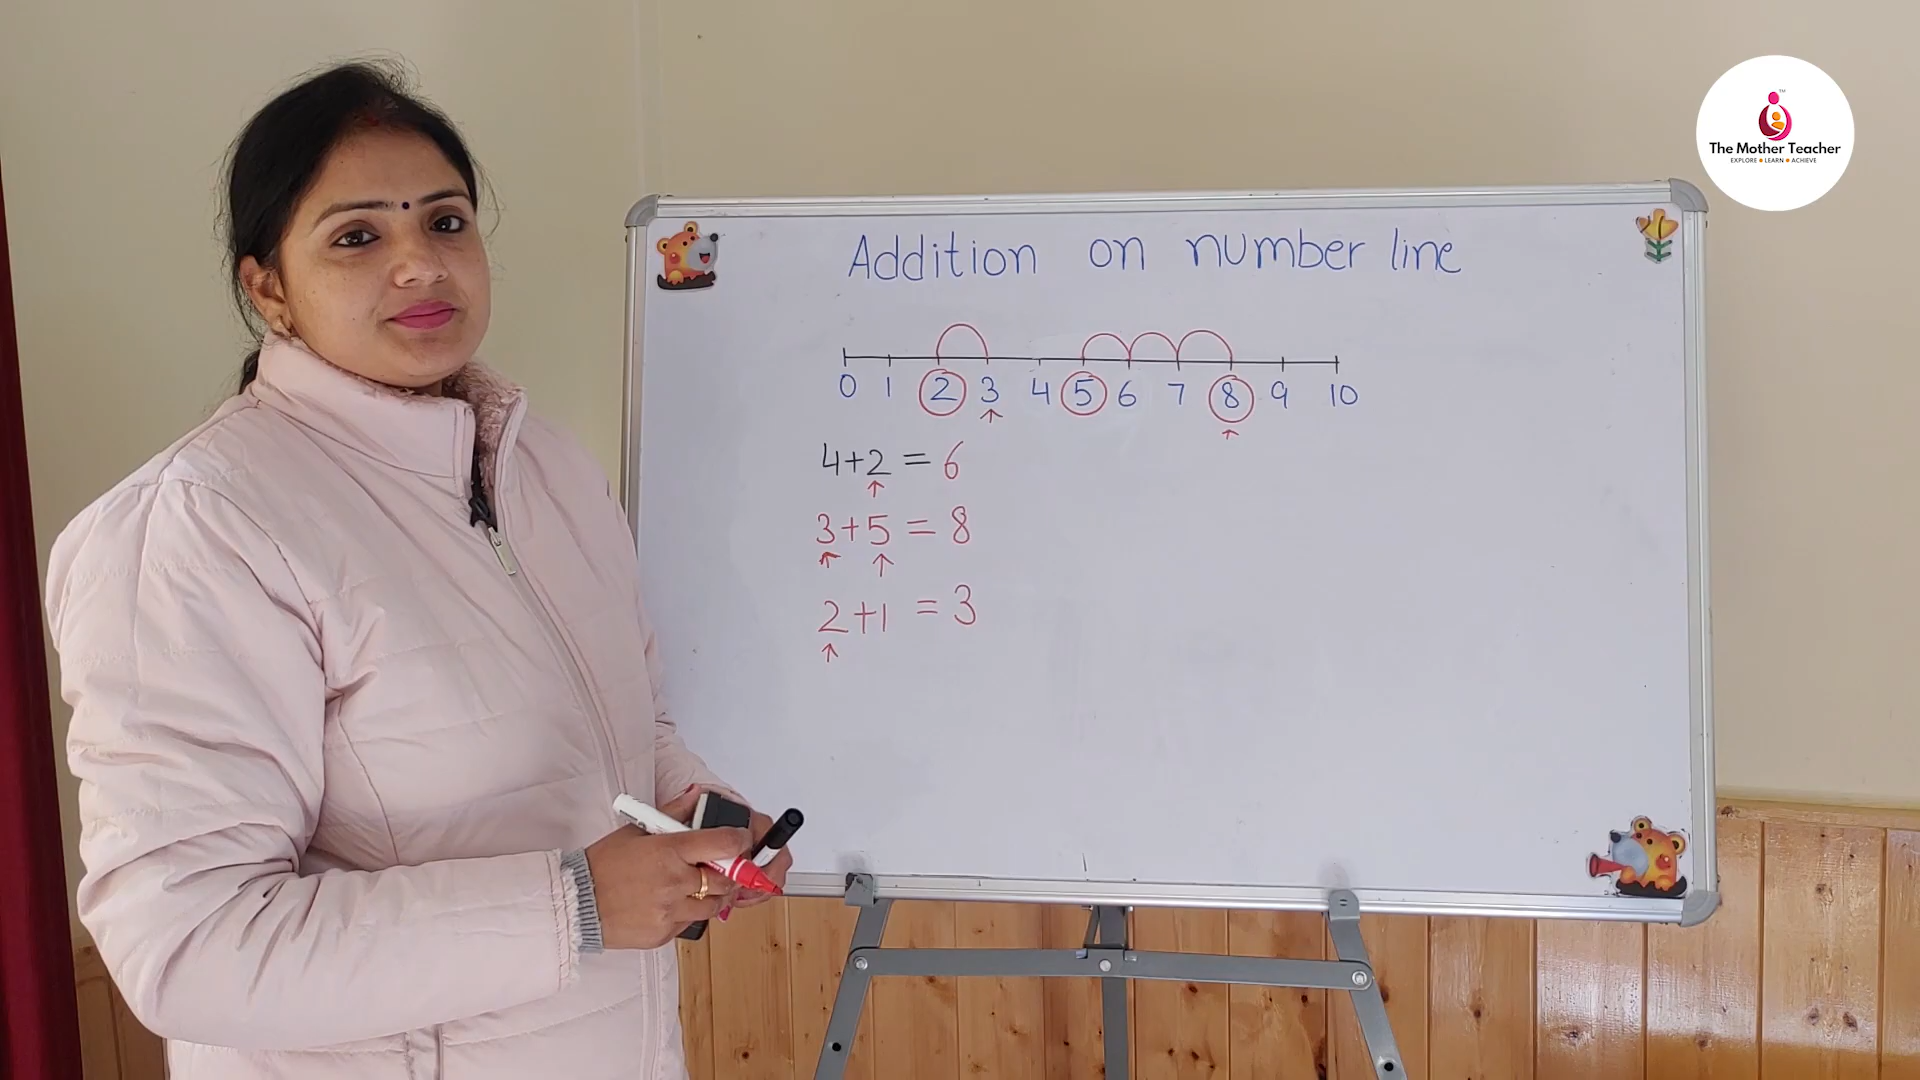 The Mother Teacher
EXPLORE • LEARN • ACHIEVE
Addition on number line
0 1 2 3 4 5 6 7 8 9 10
4+2 = 6
3+5 = 8
2+1 = 3